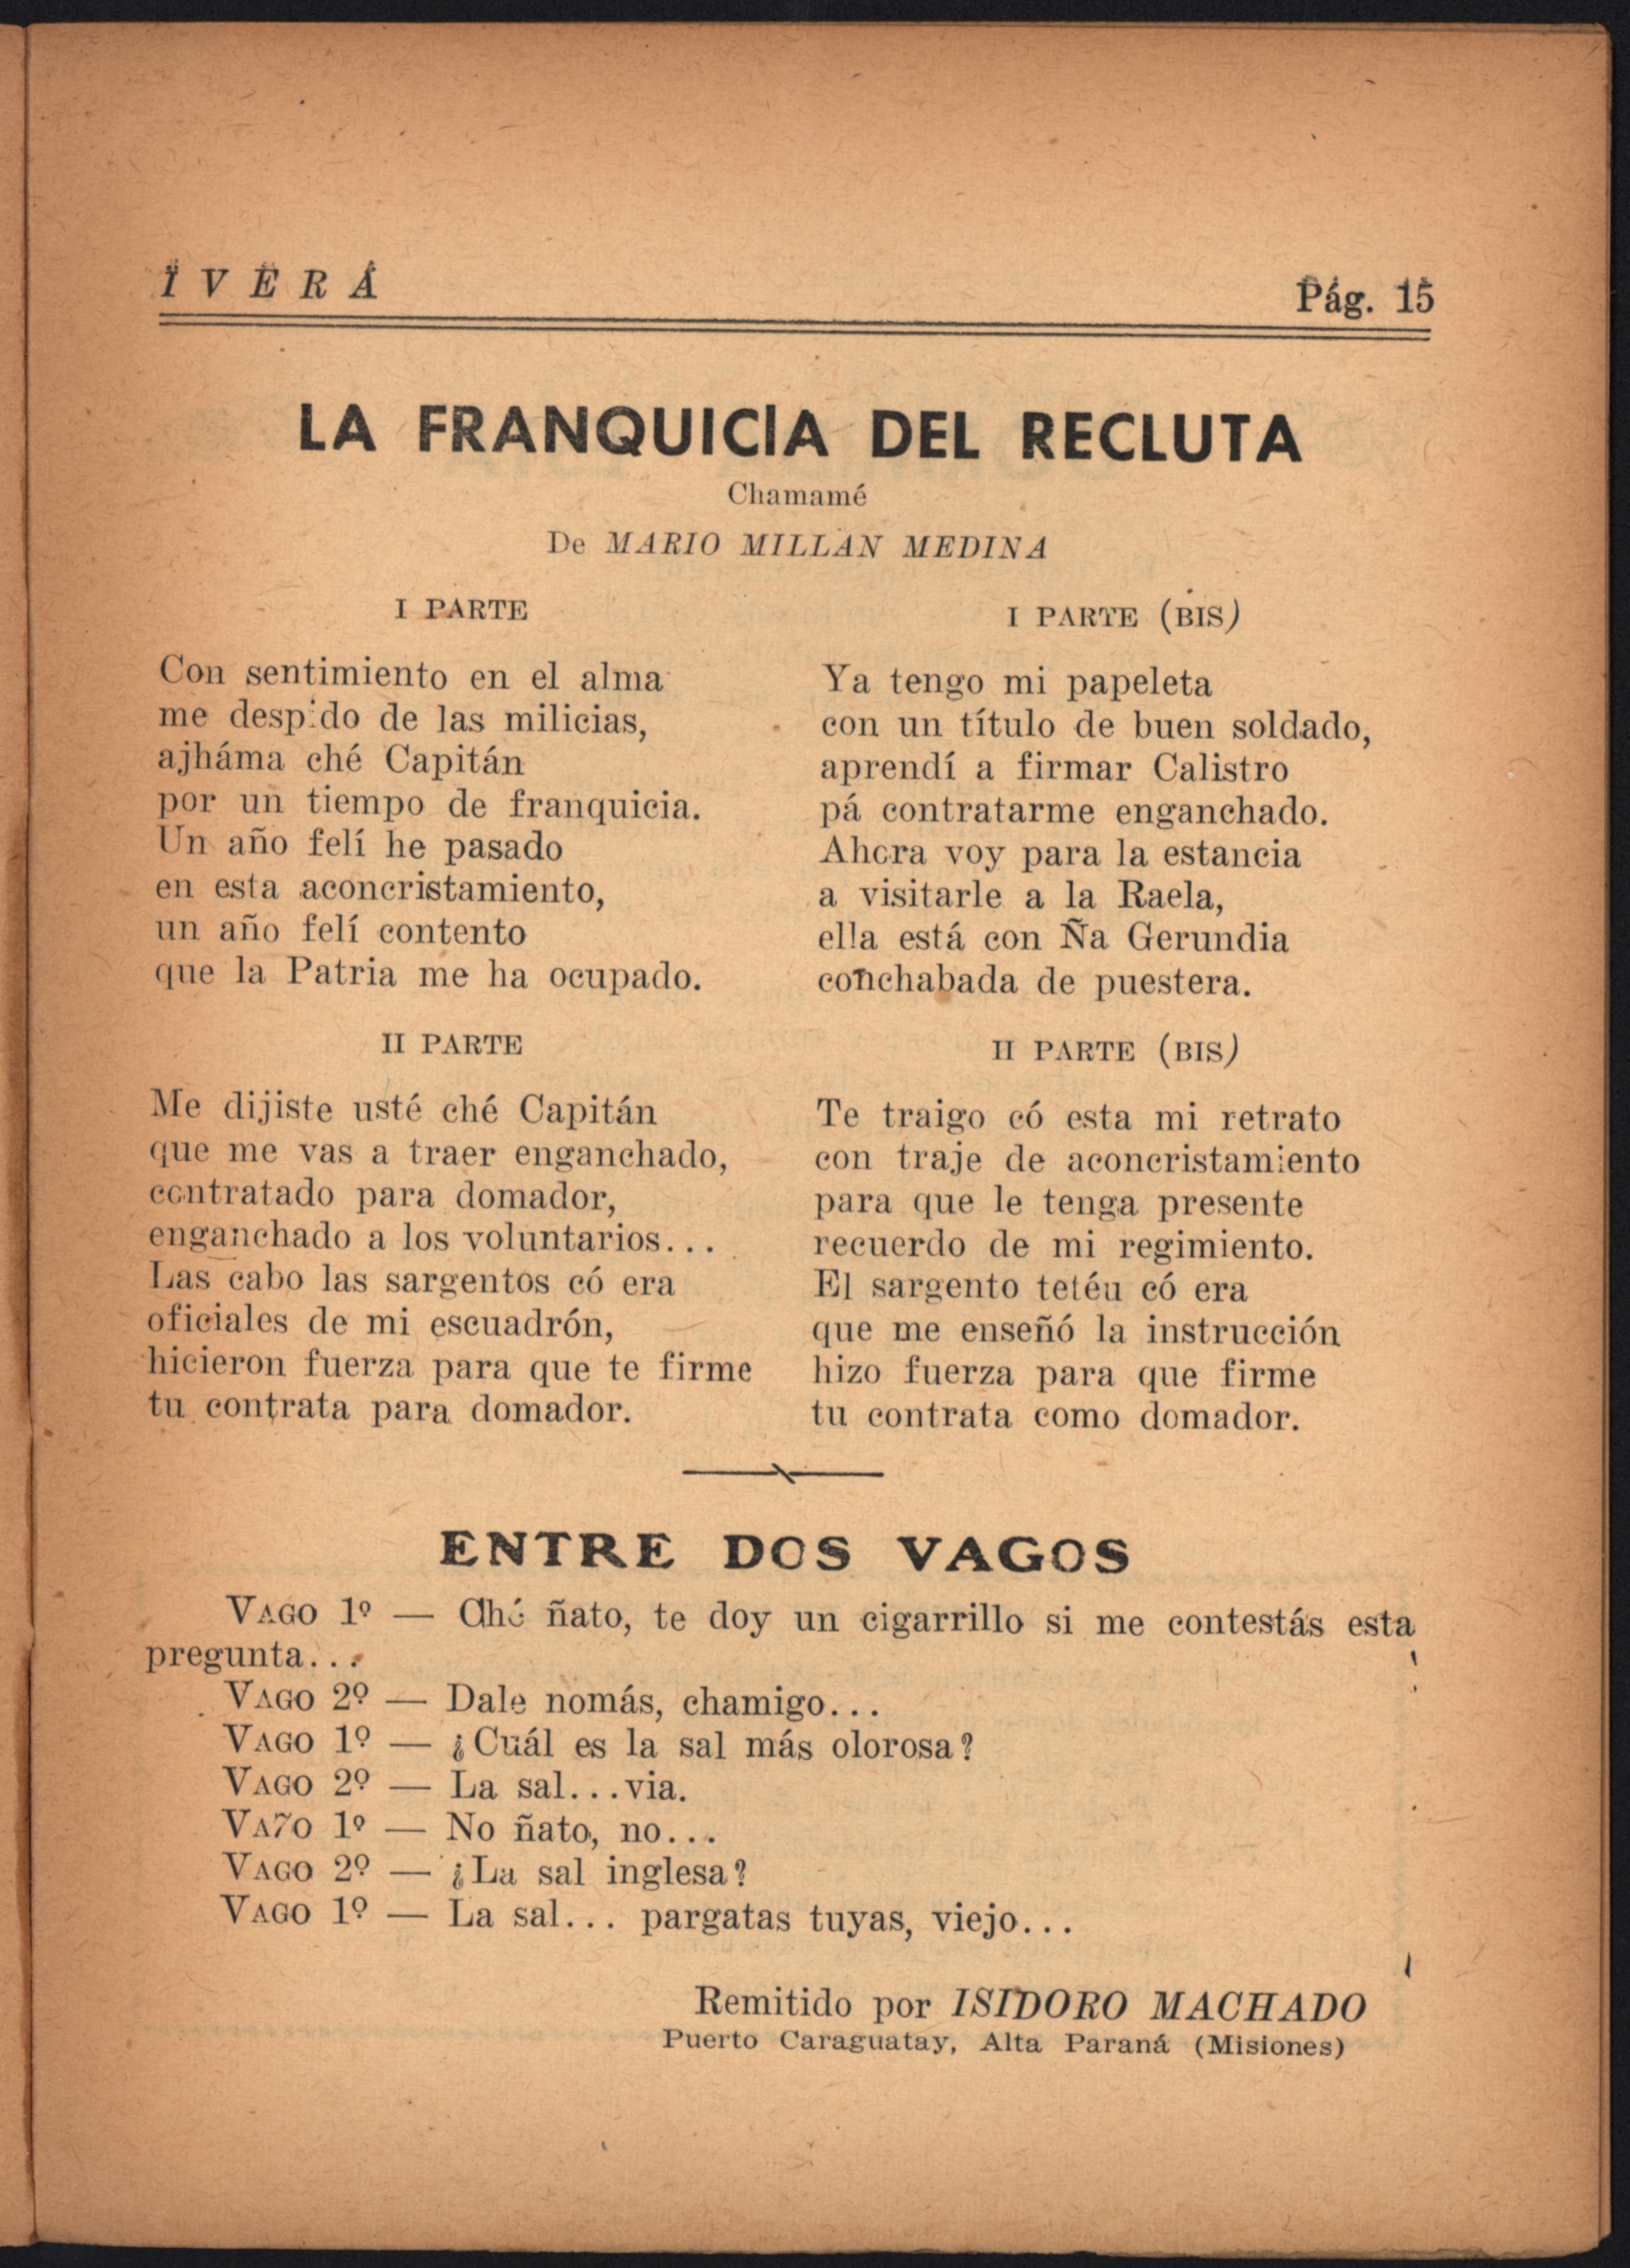 Ï V Ë R Á
Pág. 15
LA FRANQUICIA DEL RECLUTA
Chamamé
De MARIO MILLAN MEDINA
I PARTE
Con sentimiento en el alma
me despido de las milicias,
ajháma ché Capitán
por un tiempo de franquicia.
Un año felí he pasado
en esta aconcristamiento,
un año felí contento
que la Patria me ha ocupado.
II PARTE
Me dijiste usté ché Capitán
que me vas a traer enganchado,
contratado para domador,
enganchado a los voluntarios...
Las cabo las sargentos có era
oficiales de mi escuadrón,
hicieron fuerza para que te firme
tu contrata para domador.
I PARTE (BIS)
Ya tengo mi papeleta
con un título de buen soldado,
aprendí a firmar Calistro
pá contratarme enganchado.
Ahora voy para la estancia
a visitarle a la Raela,
ella está con Ña Gerundia
conchabada de puestera.
II PARTE (BIS)
Te traigo có esta mi retrato
con traje de aconcristamiento
para que le tenga presente
recuerdo de mi regimiento.
El sargento tetéu có era
que me enseñó la instrucción
hizo fuerza para que firme
tu contrata como domador.
ENTRE DOS VAGOS
VAGO 1º — Ché ñato, te doy un cigarrillo si me contestás esta
pregunta...
VAGO 2º — Dale nomás, chamigo...
VAGO 1º — ¿Cuál es la sal más olorosa?
VAGO 2º — La sal...via.
VA7O 1º — No ñato, no...
VAGO 2º — ¿La sal inglesa?
VAGO 1º — La sal... pargatas tuyas, viejo...
Remitido por ISIDORO MACHADO
Puerto Caraguatay, Alta Paraná (Misiones)